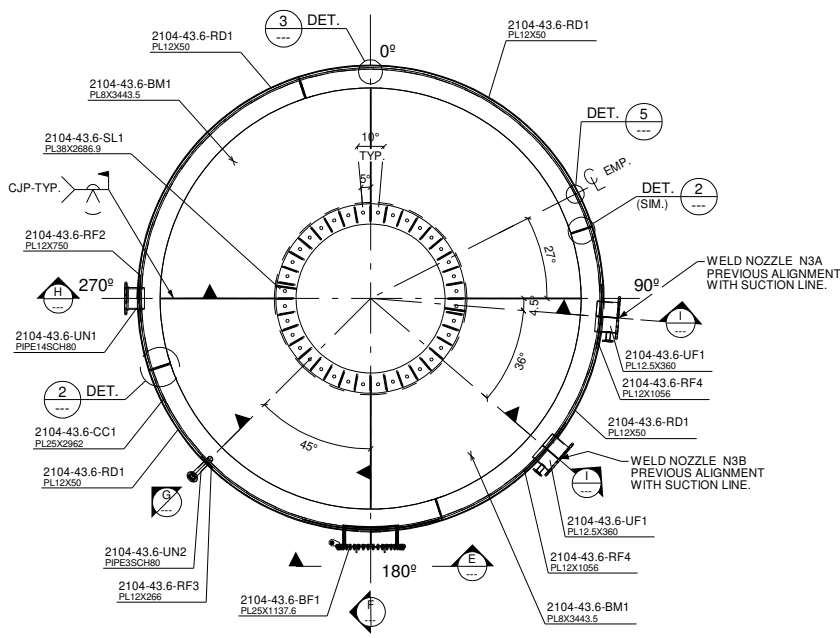 3
---
DET.
0º
2104-43.6-RD1
PL12X50
2104-43.6-RD1
PL12X50
2104-43.6-BM1
PL8X3443.5
2104-43.6-SL1
PL38X2686.9
CJP-TYP.
10°
TYP.
5°
DET.
5
---
CL EMP.
DET.
(SIM.)
2
---
2104-43.6-RF2
PL12X750
27°
270º
H
---
90º
WELD NOZZLE N3A
PREVIOUS ALIGNMENT
WITH SUCTION LINE.
4.5°
I
---
2104-43.6-UN1
PIPE14SCH80
36°
2104-43.6-UF1
PL12.5X360
2104-43.6-RF4
PL12X1056
2
---
DET.
2104-43.6-CC1
PL25X2962
2104-43.6-RD1
PL12X50
45°
2104-43.6-RD1
PL12X50
WELD NOZZLE N3B
PREVIOUS ALIGNMENT
WITH SUCTION LINE.
G
---
I
---
2104-43.6-UF1
PL12.5X360
2104-43.6-UN2
PIPE3SCH80
2104-43.6-RF4
PL12X1056
2104-43.6-RF3
PL12X266
180º
E
---
2104-43.6-BF1
PL25X1137.6
F
---
2104-43.6-BM1
PL8X3443.5